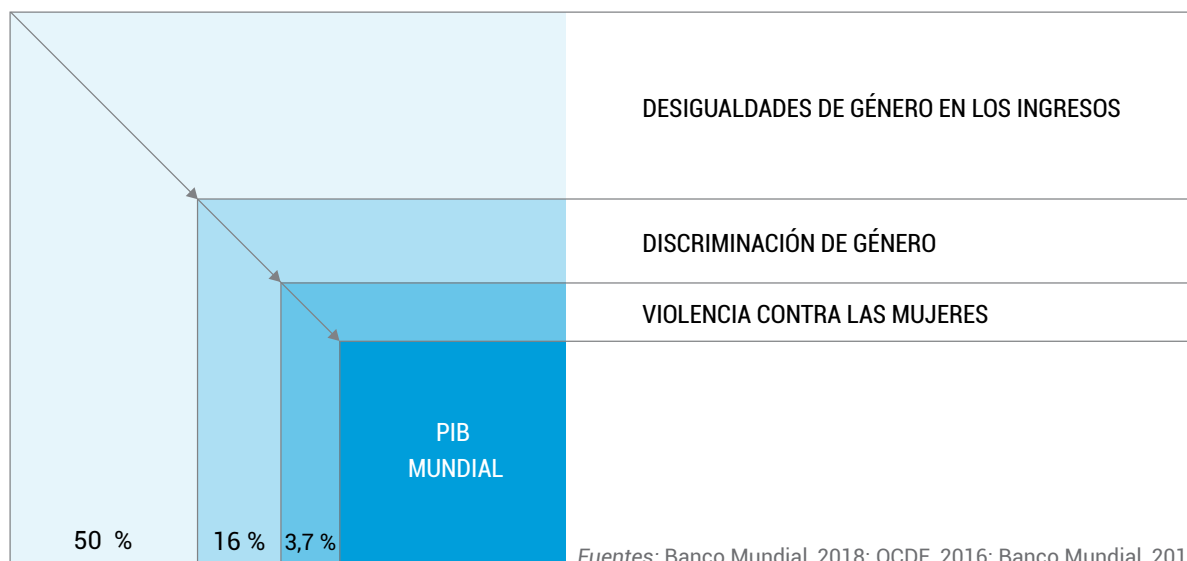 DESIGUALDADES DE GÉNERO EN LOS INGRESOS
DISCRIMINACIÓN DE GÉNERO
VIOLENCIA CONTRA LAS MUJERES
PIB
MUNDIAL
50 %
16 %
3,7 %
Fuentes: Banco Mundial, 2018; OCDE, 2016; Banco Mundial,